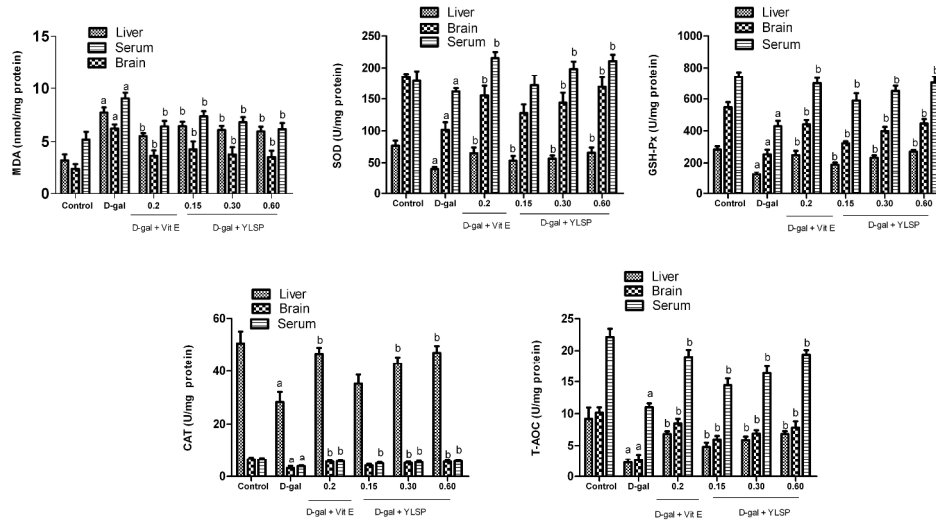 Liver
Serum
Brain
MDA (nmol/mg protein)
15
10
5
0
a
a
a
b
b
b
b
b
b
b
b
b
b
b
b
Control
D-gal
0.2
0.15
0.30
0.60
D-gal + Vit E
D-gal + YLSP
Liver
Brain
Serum
SOD (U/mg protein)
250
200
150
100
50
0
a
a
a
b
b
b
b
b
b
b
b
b
b
b
b
Control
D-gal
0.2
0.15
0.30
0.60
D-gal + Vit E
D-gal + YLSP
Liver
Brain
Serum
GSH-Px (U/mg protein)
1000
800
600
400
200
0
a
a
a
b
b
b
b
b
b
b
b
b
b
b
b
Control
D-gal
0.2
0.15
0.30
0.60
D-gal + Vit E
D-gal + YLSP
Liver
Brain
Serum
CAT (U/mg protein)
60
40
20
0
a
a
a
b
b
b
b
b
b
b
b
b
Control
D-gal
0.2
0.15
0.30
0.60
D-gal + Vit E
D-gal + YLSP
Liver
Brain
Serum
T-AOC (U/mg protein)
25
20
15
10
5
0
a
a
a
b
b
b
b
b
b
b
b
b
b
b
b
Control
D-gal
0.2
0.15
0.30
0.60
D-gal + Vit E
D-gal + YLSP